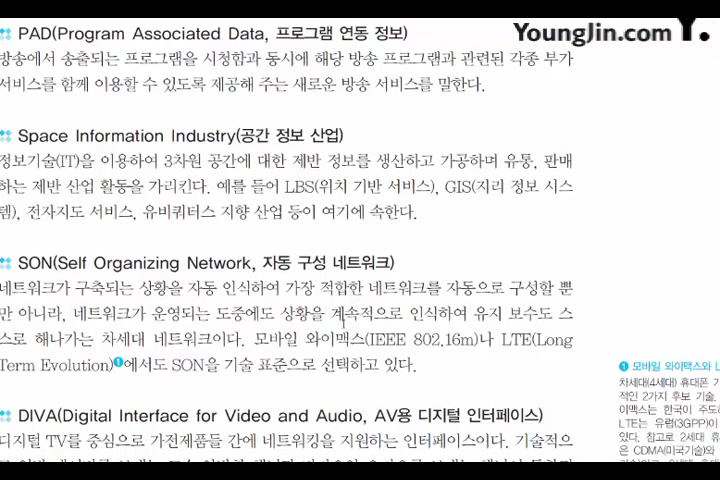 YoungJin.com Y.
PAD(Program Associated Data, 프로그램 연동 정보)
방송에서 송출되는 프로그램을 시청함과 동시에 해당 방송 프로그램과 관련된 각종 부가
서비스를 함께 이용할 수 있도록 제공해 주는 새로운 방송 서비스를 말한다.
Space Information Industry(공간 정보 산업)
정보기술(IT)을 이용하여 3차원 공간에 대한 제반 정보를 생산하고 가공하며 유통, 판매
하는 제반 산업 활동을 가리킨다. 예를 들어 LBS(위치 기반 서비스), GIS(지리 정보 시스
템), 전자지도 서비스, 유비쿼터스 지향 산업 등이 여기에 속한다.
SON(Self Organizing Network, 자동 구성 네트워크)
네트워크가 구축되는 상황을 자동 인식하여 가장 적합한 네트워크를 자동으로 구성할 뿐
만 아니라, 네트워크가 운영되는 도중에도 상황을 계속적으로 인식하여 유지 보수도 스
스로 해나가는 차세대 네트워크이다. 모바일 와이맥스(IEEE 802.16m)나 LTE(Long
Term Evolution)❶에서도 SON을 기술 표준으로 선택하고 있다.
❶ 모바일 와이맥스와 L
차세대(4세대) 휴대폰 기
적인 2가지 후보 기술.
이맥스는 한국이 주도
LTE는 유럽(3GPP)이
있다. 참고로 2세대 휴
은 CDMA(미국기술)와
DIVA(Digital Interface for Video and Audio, AV용 디지털 인터페이스)
디지털 TV를 중심으로 가전제품들 간에 네트워킹을 지원하는 인터페이스이다. 기술적으